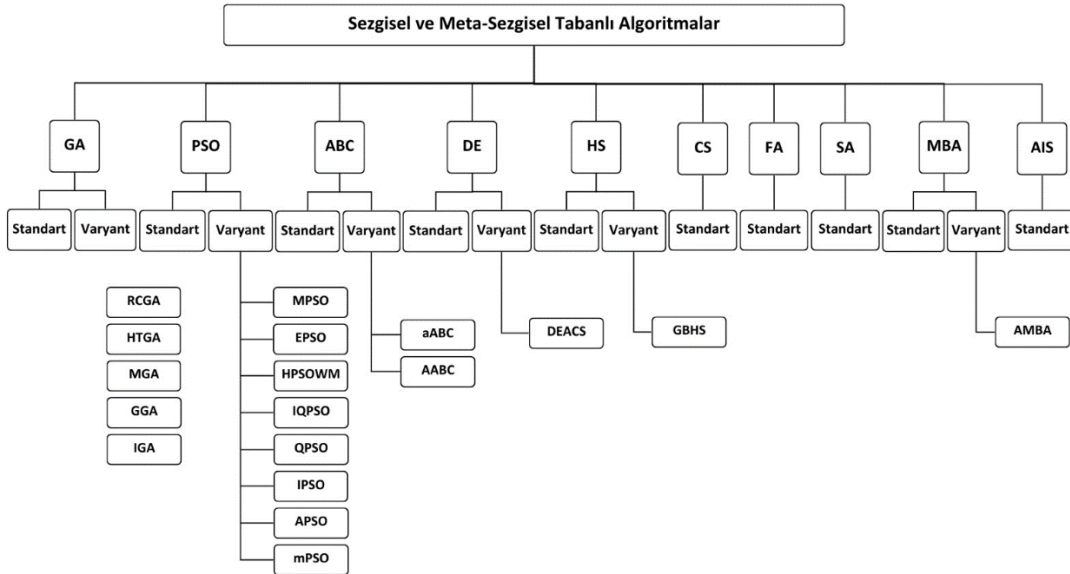 Sezgisel ve Meta-Sezgisel Tabanlı Algoritmalar
GA PSO ABC DE HS CS FA SA MBA AIS
Standart Varyant Standart Varyant Standart Varyant Standart Varyant Standart Varyant Standart Standart Standart Standart Varyant Standart
RCGA MPSO
HTGA EPSO aABC DEACS GBHS AMBA
MGA HPSOWM AABC
GGA IQPSO
IGA QPSO
IPSO
APSO
mPSO